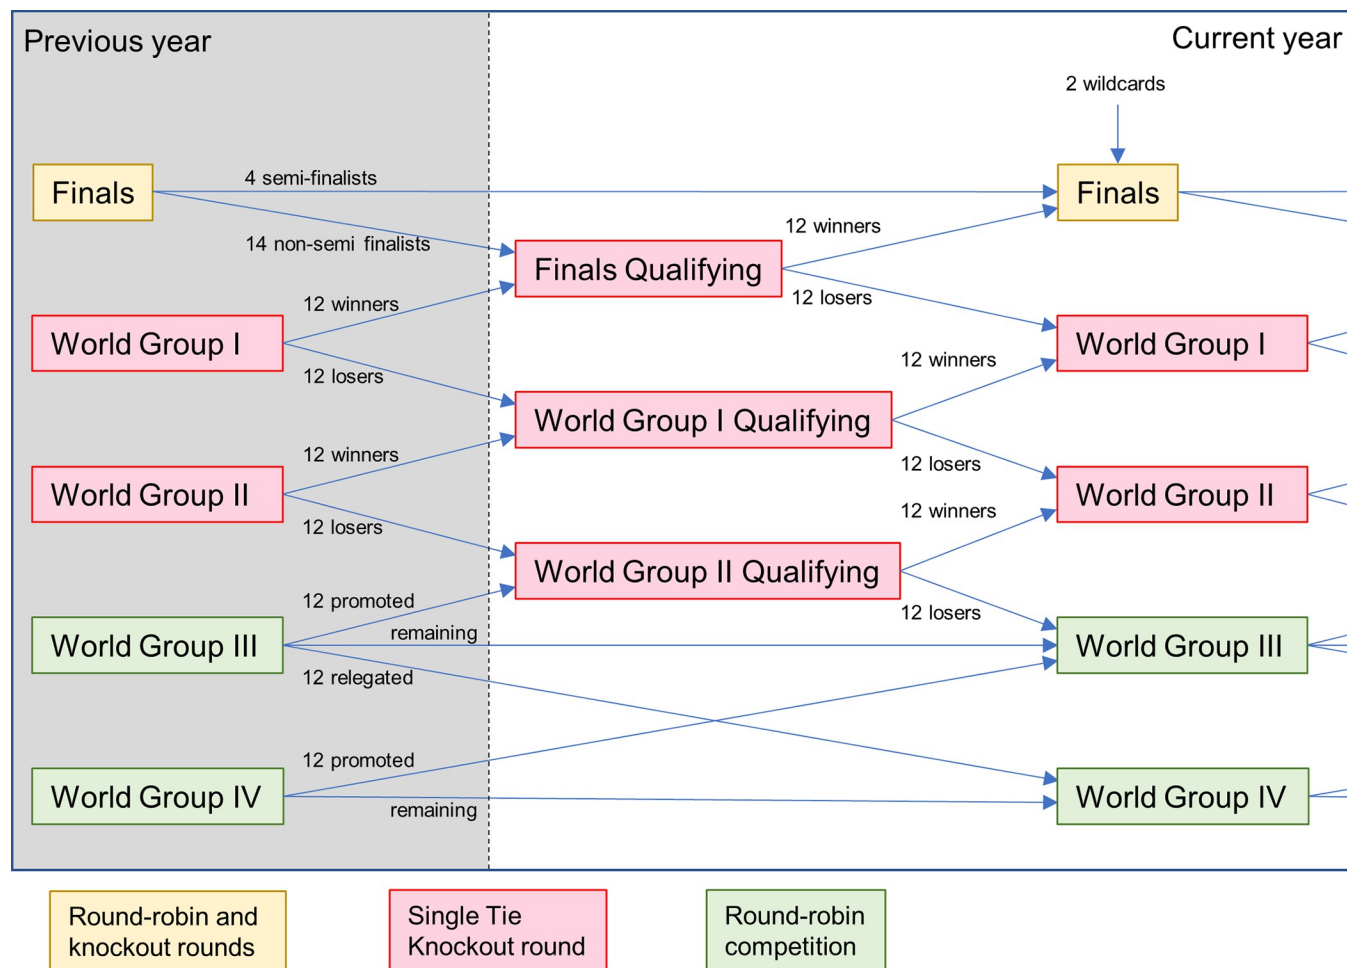 Previous year
Current year
2 wildcards
Finals
4 semi-finalists
Finals
14 non-semi finalists
12 winners
Finals Qualifying
12 losers
12 winners
World Group I
12 losers
World Group I
12 winners
World Group I Qualifying
12 losers
12 winners
World Group II
12 losers
World Group II
12 winners
World Group II Qualifying
12 losers
12 promoted
remaining
World Group III
12 relegated
World Group III
12 promoted
World Group IV
remaining
World Group IV
Round-robin and
knockout rounds
Single Tie
Knockout round
Round-robin
competition